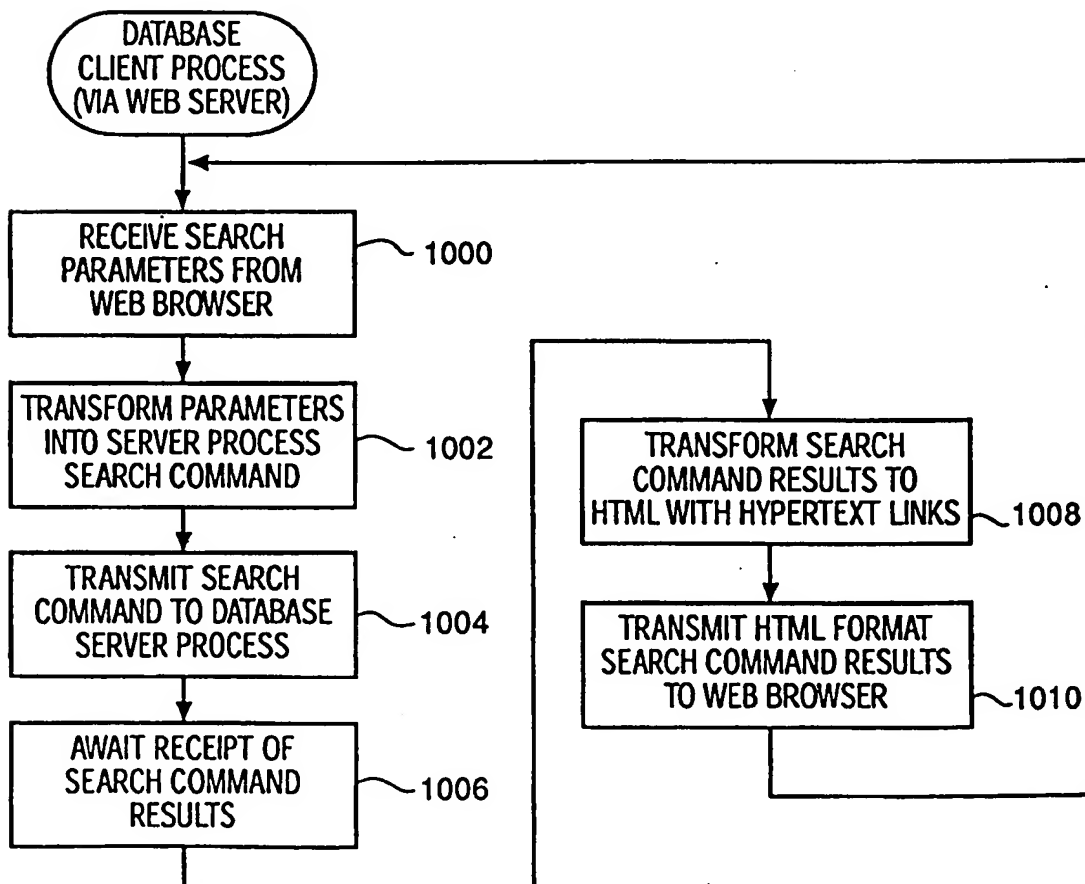 DATABASE
CLIENT PROCESS
(VIA WEB SERVER)
RECEIVE SEARCH
PARAMETERS FROM
WEB BROWSER
1000
TRANSFORM PARAMETERS
INTO SERVER PROCESS
SEARCH COMMAND
1002
TRANSMIT SEARCH
COMMAND TO DATABASE
SERVER PROCESS
1004
AWAIT RECEIPT OF
SEARCH COMMAND
RESULTS
1006
TRANSFORM SEARCH
COMMAND RESULTS TO
HTML WITH HYPERTEXT LINKS
1008
TRANSMIT HTML FORMAT
SEARCH COMMAND RESULTS
TO WEB BROWSER
1010